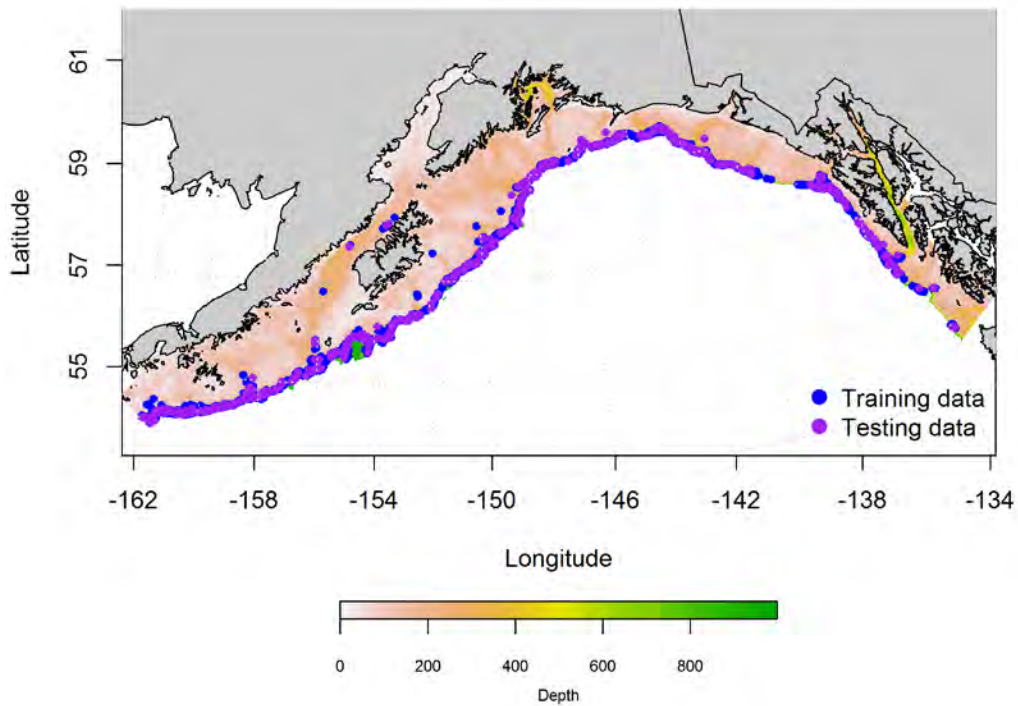 61
59
57
55
Latitude
Training data
Testing data
-162 -158 -154 -150 -146 -142 -138 -134
Longitude
0 200 400 600 800
Depth